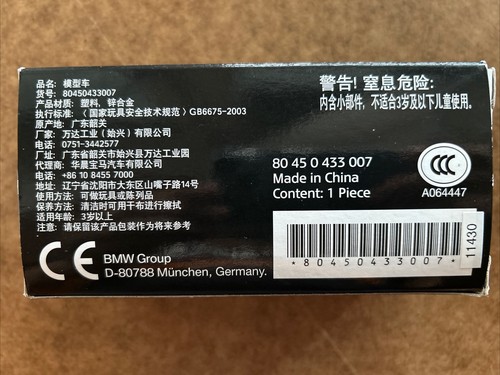 品名: 模型车
货号: 80450433007
产品材质: 塑料、锌合金
执行标准: 《国家玩具安全技术规范》GB6675-2003
原产地: 广东韶关
厂家: 万达工业(始兴)有限公司
电话: 0751-3442577
厂址: 广东省韶关市始兴县万达工业园
代理商: 华晨宝马汽车有限公司
电话: +86 10 8455 7000
地址: 辽宁省沈阳市大东区山嘴子路14号
使用方法: 可做玩具或陈列品
保养方法: 清洁时可用干布进行擦拭
适用年龄: 3岁以上
注意: 请保留该产品包装作为将来参考
CE BMW Group
D-80788 München, Germany.
警告! 窒息危险:
内含小部件, 不适合3岁及以下儿童使用。
80 45 0 433 007
Made in China
Content: 1 Piece
CCC
A064447
*80450433007*
11430